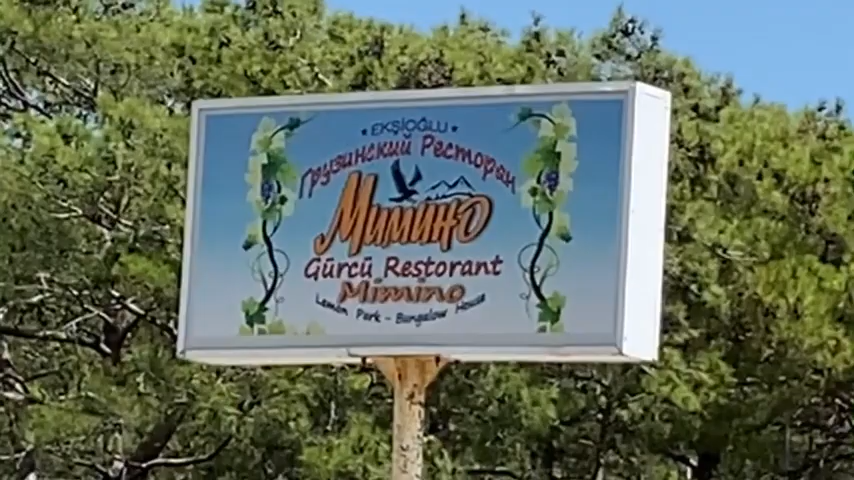 ★ EKŞİOĞLU ★
Грузинский Ресторан
Мимино
Gürcü Restorant
Mimino
Lemon Park - Bungalow House